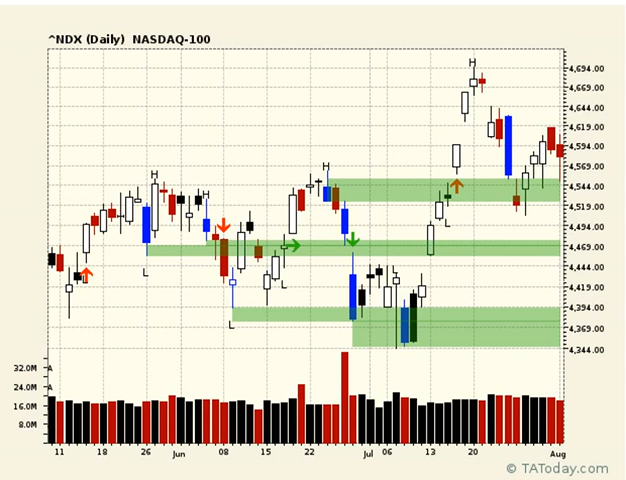 ^NDX (Daily) NASDAQ-100
H
4,694.00
4,669.00
4,644.00
4,619.00
4,594.00
4,569.00
4,544.00
4,519.00
4,494.00
4,469.00
4,444.00
4,419.00
4,394.00
4,369.00
4,344.00
H
H
H
L
L
L
L
L
L
32.0M A
24.0M A
16.0M
8.0M
11 18 26 Jun 08 15 22 Jul 06 13 20 Aug
© TAToday.com